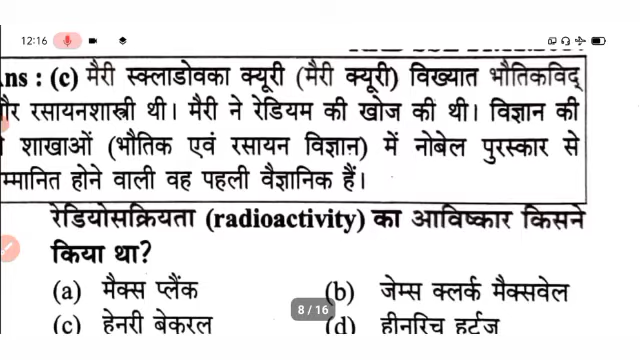 12:16
ns : (c) मैरी स्क्लाडोवका क्यूरी (मैरी क्यूरी) विख्यात भौतिकविद्
र रसायनशास्त्री थी। मैरी ने रेडियम की खोज की थी। विज्ञान की
शाखाओं (भौतिक एवं रसायन विज्ञान) में नोबेल पुरस्कार से
म्मानित होने वाली वह पहली वैज्ञानिक हैं।
रेडियोसक्रियता (radioactivity) का आविष्कार किसने
किया था?
(a) मैक्स प्लैंक (b) जेम्स क्लर्क मैक्सवेल
8 / 16
(c) हेनरी बेकरल (d) हीनरिच हर्टज